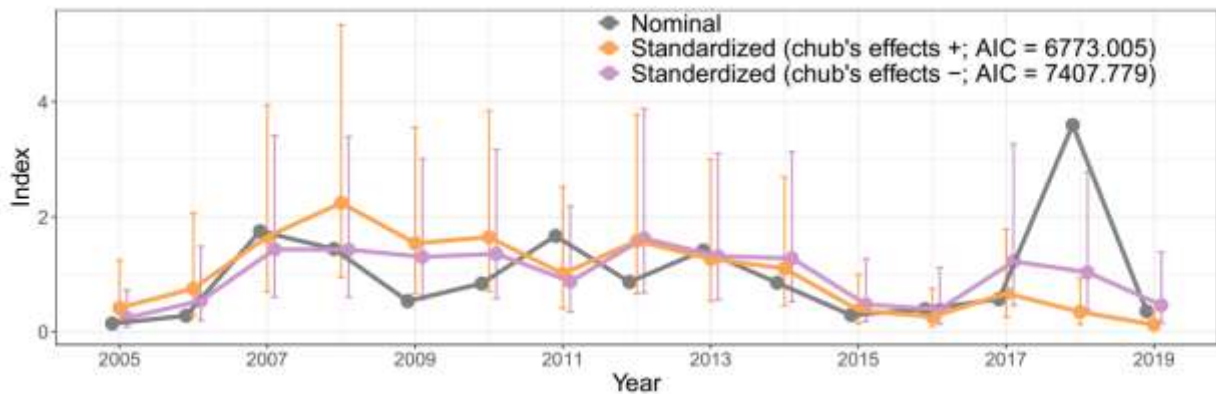 Nominal
Standardized (chub's effects +; AIC = 6773.005)
Standerdized (chub's effects −; AIC = 7407.779)
4
2
0
Index
2005 2007 2009 2011 2013 2015 2017 2019
Year